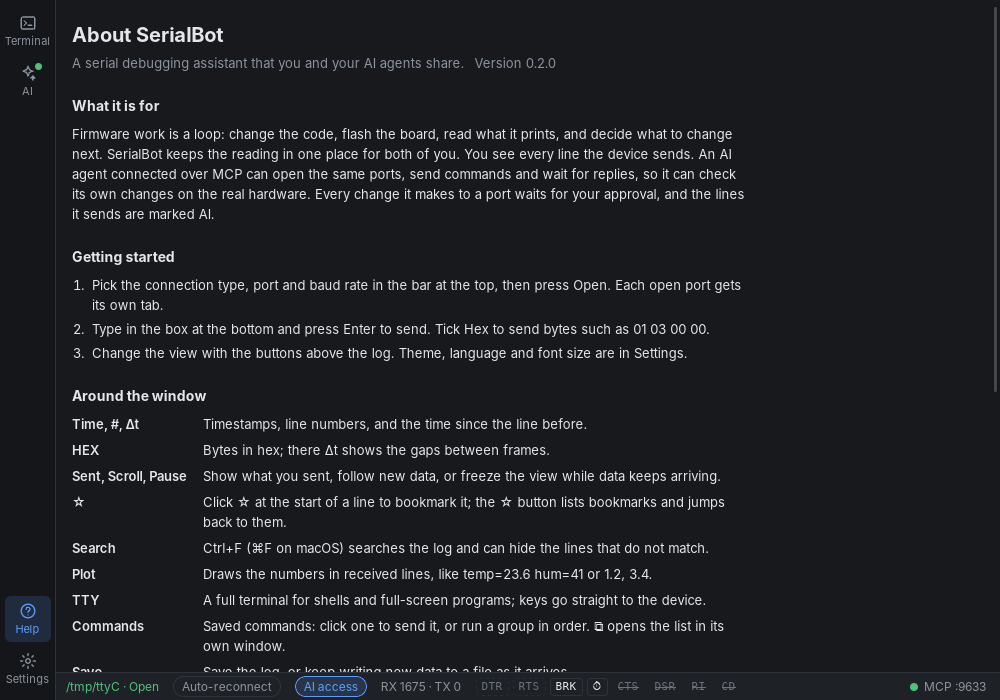 Terminal
AI
Help
Settings
About SerialBot
A serial debugging assistant that you and your AI agents share. Version 0.2.0
What it is for
Firmware work is a loop: change the code, flash the board, read what it prints, and decide what to change
next. SerialBot keeps the reading in one place for both of you. You see every line the device sends. An AI
agent connected over MCP can open the same ports, send commands and wait for replies, so it can check
its own changes on the real hardware. Every change it makes to a port waits for your approval, and the lines
it sends are marked AI.
Getting started
1. Pick the connection type, port and baud rate in the bar at the top, then press Open. Each open port gets
its own tab.
2. Type in the box at the bottom and press Enter to send. Tick Hex to send bytes such as 01 03 00 00.
3. Change the view with the buttons above the log. Theme, language and font size are in Settings.
Around the window
Time, #, Δt Timestamps, line numbers, and the time since the line before.
HEX Bytes in hex; there Δt shows the gaps between frames.
Sent, Scroll, Pause Show what you sent, follow new data, or freeze the view while data keeps arriving.
☆ Click ☆ at the start of a line to bookmark it; the ☆ button lists bookmarks and jumps
back to them.
Search Ctrl+F (⌘F on macOS) searches the log and can hide the lines that do not match.
Plot Draws the numbers in received lines, like temp=23.6 hum=41 or 1.2, 3.4.
TTY A full terminal for shells and full-screen programs; keys go straight to the device.
Commands Saved commands: click one to send it, or run a group in order. ⧉ opens the list in its
own window.
Save Save the log, or keep writing new data to a file as it arrives.
/tmp/ttyC · Open Auto-reconnect AI access RX 1675 · TX 0 DTR RTS BRK ⏱ CTS DSR RI CD MCP :9633